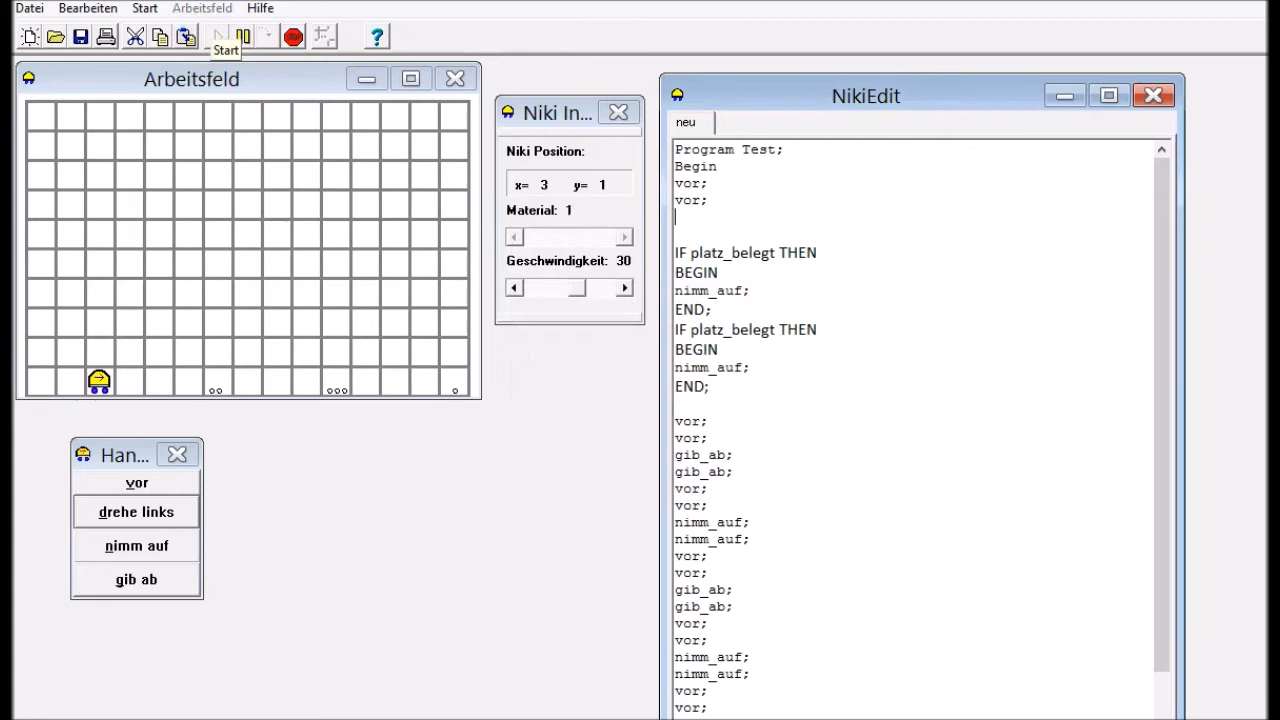 Datei Bearbeiten Start Arbeitsfeld Hilfe
Start
Arbeitsfeld
Niki In...
Niki Position:
x= 3 y= 1
Material: 1
Geschwindigkeit: 30
Han...
vor
drehe links
nimm auf
gib ab
NikiEdit
neu
Program Test;
Begin
vor;
vor;
IF platz_belegt THEN
BEGIN
nimm_auf;
END;
IF platz_belegt THEN
BEGIN
nimm_auf;
END;
vor;
vor;
gib_ab;
gib_ab;
vor;
vor;
nimm_auf;
nimm_auf;
vor;
vor;
gib_ab;
gib_ab;
vor;
vor;
nimm_auf;
nimm_auf;
vor;
vor;